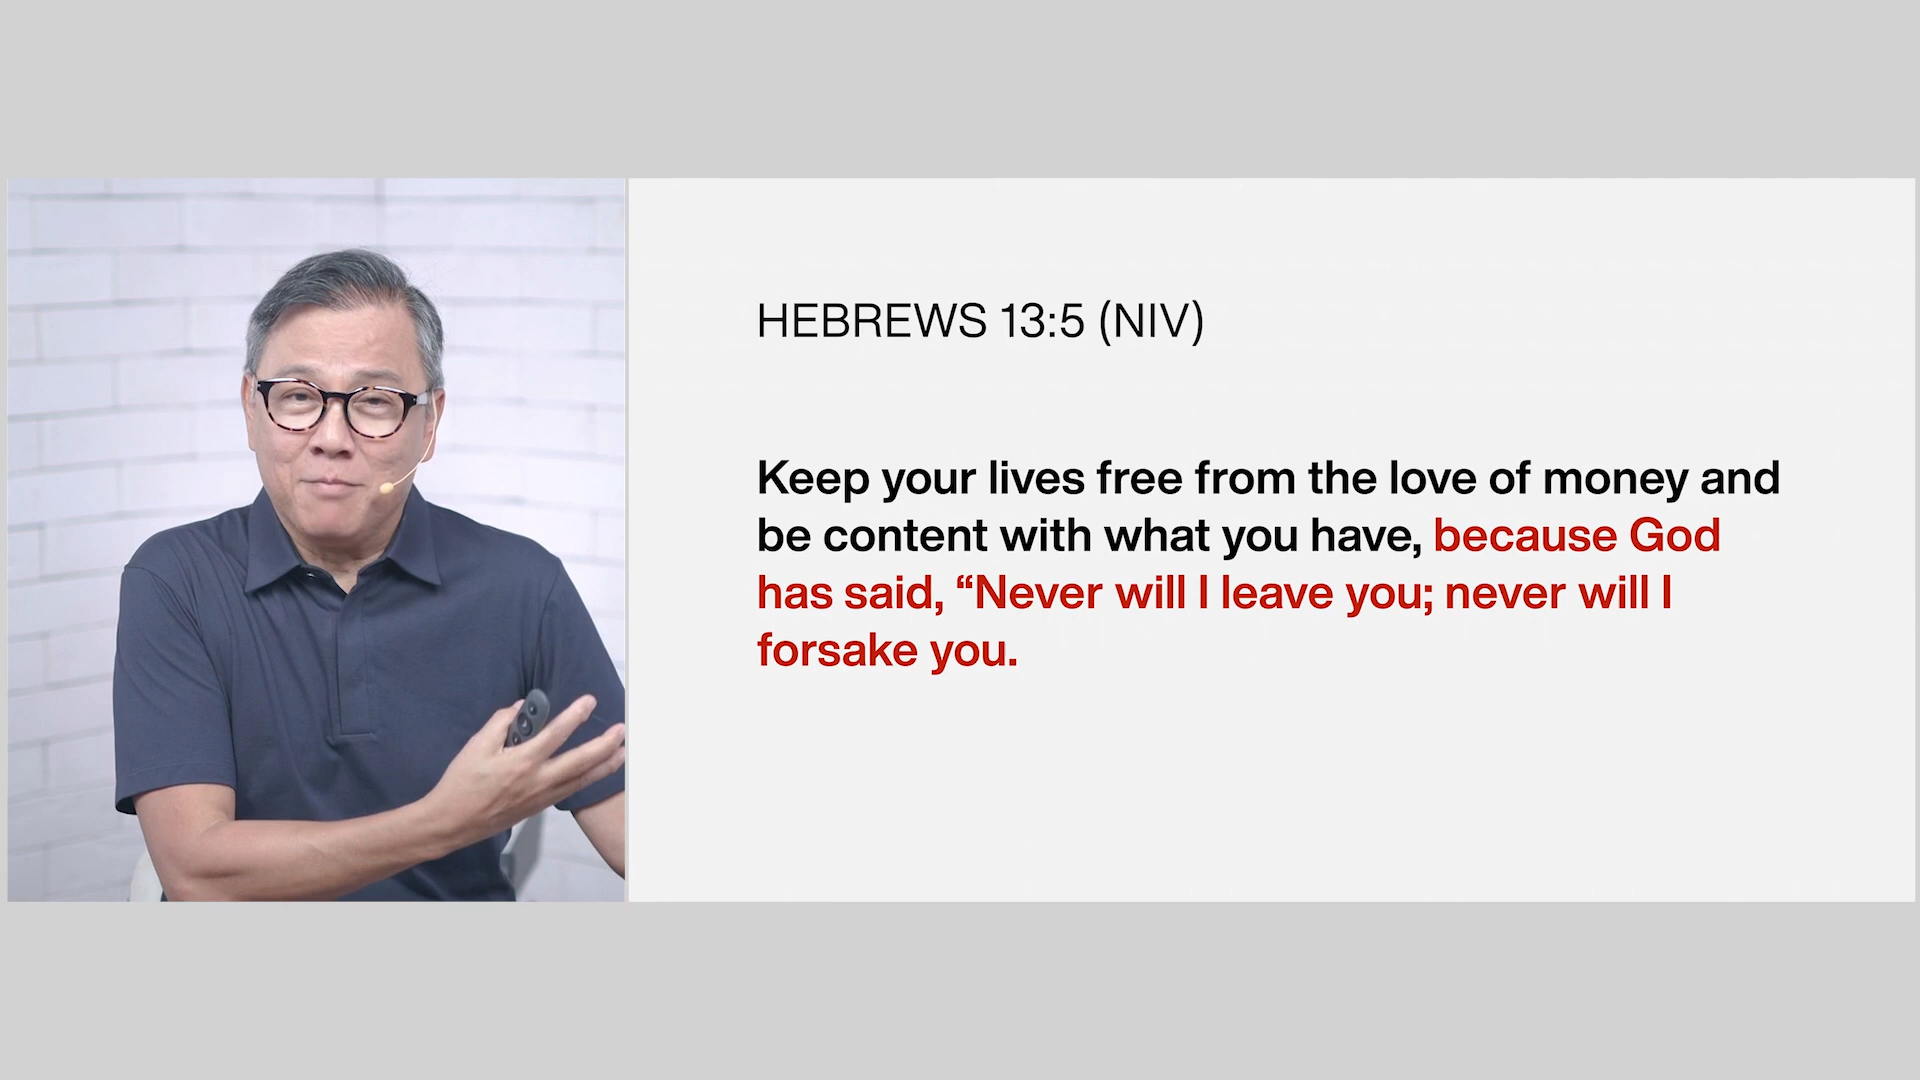 HEBREWS 13:5 (NIV)
Keep your lives free from the love of money and
be content with what you have, because God
has said, “Never will I leave you; never will I
forsake you.